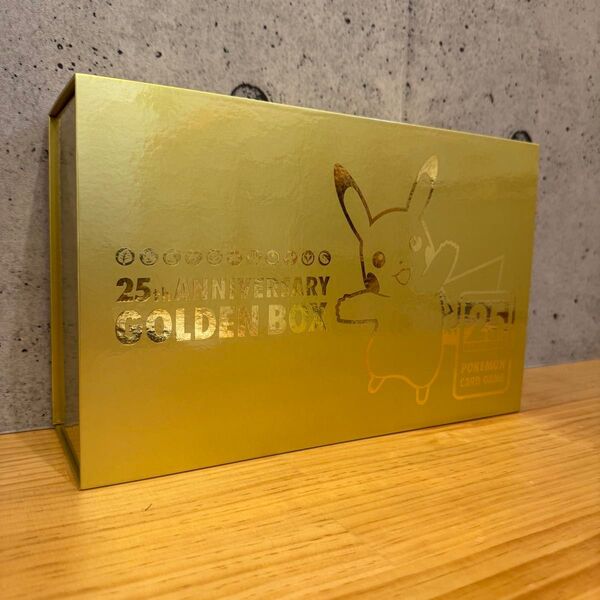 25th ANNIVERSARY
GOLDEN BOX
25
POKÉMON
CARD GAME